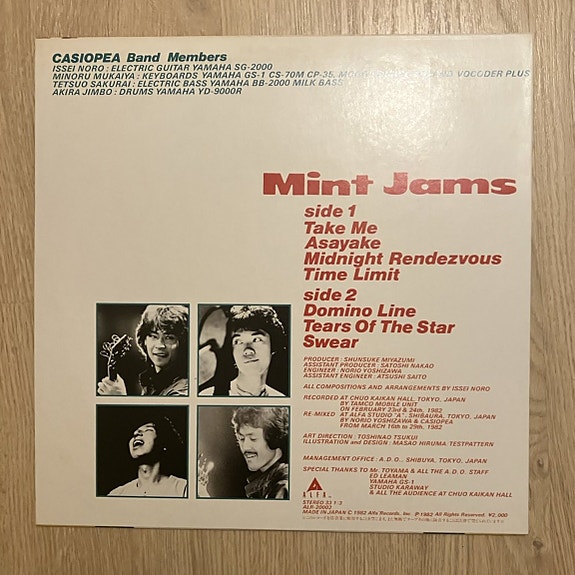 CASIOPEA Band Members
ISSEI NORO : ELECTRIC GUITAR YAMAHA SG-2000
MINORU MUKAIYA : KEYBOARDS YAMAHA GS-1 CS-70M CP-35, VOCODER PLUS
TETSUO SAKURAI : ELECTRIC BASS YAMAHA BB-2000 MILK BASS
AKIRA JIMBO : DRUMS YAMAHA YD-9000R
Mint Jams
side 1
Take Me
Asayake
Midnight Rendezvous
Time Limit
side 2
Domino Line
Tears Of The Star
Swear
PRODUCER : SHUNSUKE MIYAZUMI
ASSISTANT PRODUCER : SATOSHI NAKAO
ENGINEER : NORIO YOSHIZAWA
ASSISTANT ENGINEER : ATSUSHI SAITO
ALL COMPOSITIONS AND ARRANGEMENTS BY ISSEI NORO
RECORDED AT CHUO KAIKAN HALL, TOKYO, JAPAN
BY TAMCO MOBILE UNIT
ON FEBRUARY 23rd & 24th, 1982
RE-MIXED AT ALFA STUDIO "A", SHIBAURA, TOKYO, JAPAN
BY NORIO YOSHIZAWA & CASIOPEA
FROM MARCH 16th to 29th, 1982
ART DIRECTION : TOSHINAO TSUKUI
ILLUSTRATION and DESIGN : MASAO HIRUMA TESTPATTERN
MANAGEMENT OFFICE : A.D.O., SHIBUYA, TOKYO, JAPAN
SPECIAL THANKS TO Mr. TOYAMA & ALL THE A.D.O. STAFF
ED LEAMAN
YAMAHA GS-1
STUDIO KARAWAY
& ALL THE AUDIENCE AT CHUO KAIKAN HALL
ALFA
STEREO 33 1/3
ALR-20002
MADE IN JAPAN Ⓒ 1982 Alfa Records, Inc. Ⓟ 1982 All Rights Reserved. ¥2,000